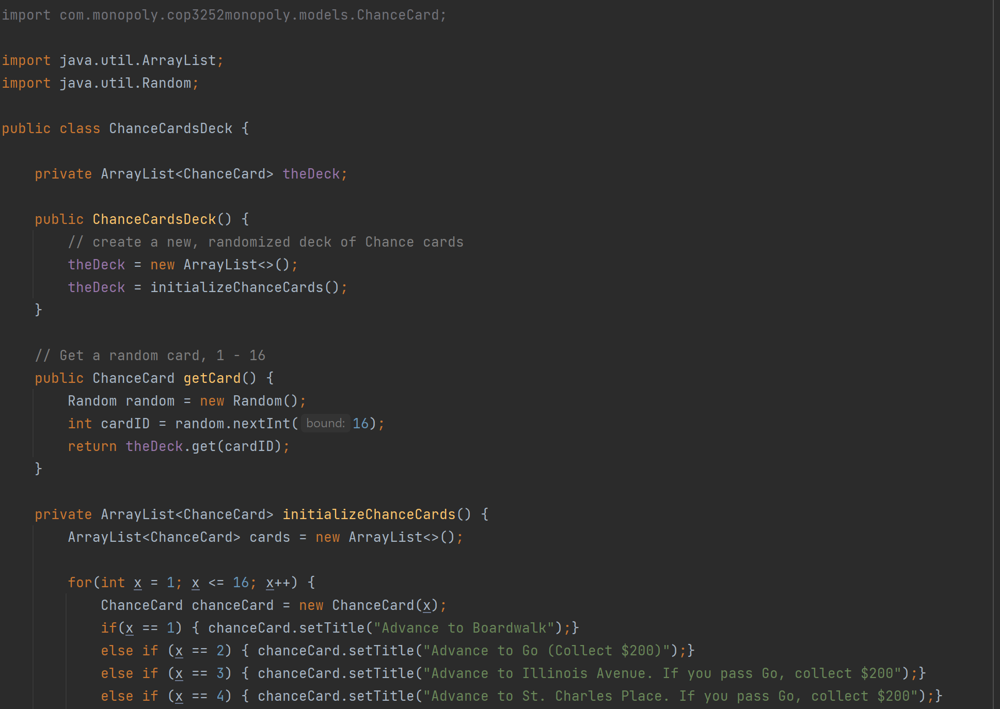 import com.monopoly.cop3252monopoly.models.ChanceCard;
import java.util.ArrayList;
import java.util.Random;
public class ChanceCardsDeck {
private ArrayList<ChanceCard> theDeck;
public ChanceCardsDeck() {
// create a new, randomized deck of Chance cards
theDeck = new ArrayList<>();
theDeck = initializeChanceCards();
}
// Get a random card, 1 - 16
public ChanceCard getCard() {
Random random = new Random();
int cardID = random.nextInt( bound: 16);
return theDeck.get(cardID);
}
private ArrayList<ChanceCard> initializeChanceCards() {
ArrayList<ChanceCard> cards = new ArrayList<>();
for(int x = 1; x <= 16; x++) {
ChanceCard chanceCard = new ChanceCard(x);
if(x == 1) { chanceCard.setTitle("Advance to Boardwalk");}
else if (x == 2) { chanceCard.setTitle("Advance to Go (Collect $200)");}
else if (x == 3) { chanceCard.setTitle("Advance to Illinois Avenue. If you pass Go, collect $200");}
else if (x == 4) { chanceCard.setTitle("Advance to St. Charles Place. If you pass Go, collect $200");}